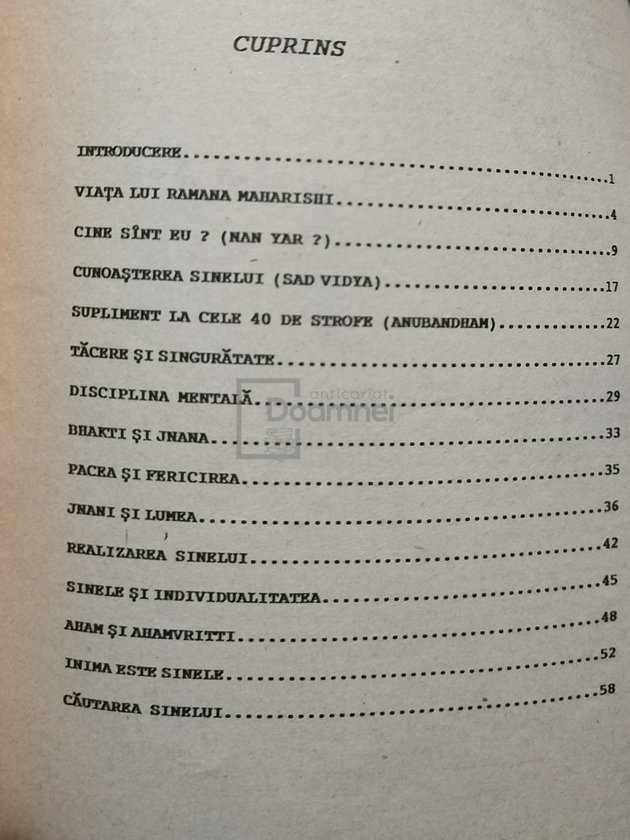 CUPRINS
INTRODUCERE...1
VIAȚA LUI RAMANA MAHARISHI...4
CINE SÎNT EU ? (NAN YAR ?)...9
CUNOAȘTEREA SINELUI (SAD VIDYA)...17
SUPLIMENT LA CELE 40 DE STROFE (ANUBANDHAM)...22
TĂCERE ȘI SINGURĂTATE...27
DISCIPLINA MENTALĂ...29
anticariat
Doamnei
BHAKTI ȘI JNANA...33
PACEA ȘI FERICIREA...35
JNANI ȘI LUMEA...36
REALIZAREA SINELUI...42
SINELE ȘI INDIVIDUALITATEA...45
AHAM ȘI AHAMVRITTI...48
INIMA ESTE SINELE...52
CĂUTAREA SINELUI...58